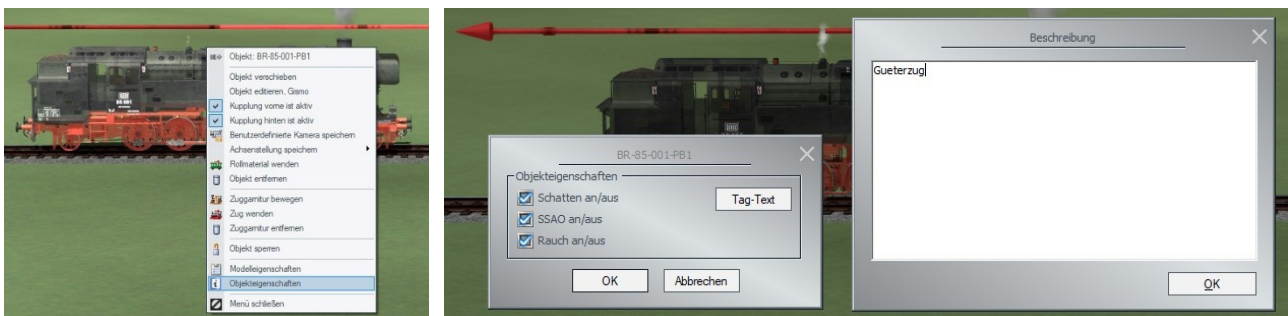 Objekt: BR-85-001-PB1
Objekt verschieben
Objekt editieren, Gismo
Kupplung vorne ist aktiv
Kupplung hinten ist aktiv
Benutzerdefinierte Kamera speichern
Achsenstellung speichern
Rollmaterial wenden
Objekt entfernen
Zuggarnitur bewegen
Zug wenden
Zuggarnitur entfernen
Objekt sperren
Modelleigenschaften
Objekteigenschaften
Menü schließen
BR-85-001-PB1
Objekteigenschaften
Schatten an/aus
SSAO an/aus
Rauch an/aus
Tag-Text
OK
Abbrechen
Beschreibung
Gueterzug
OK